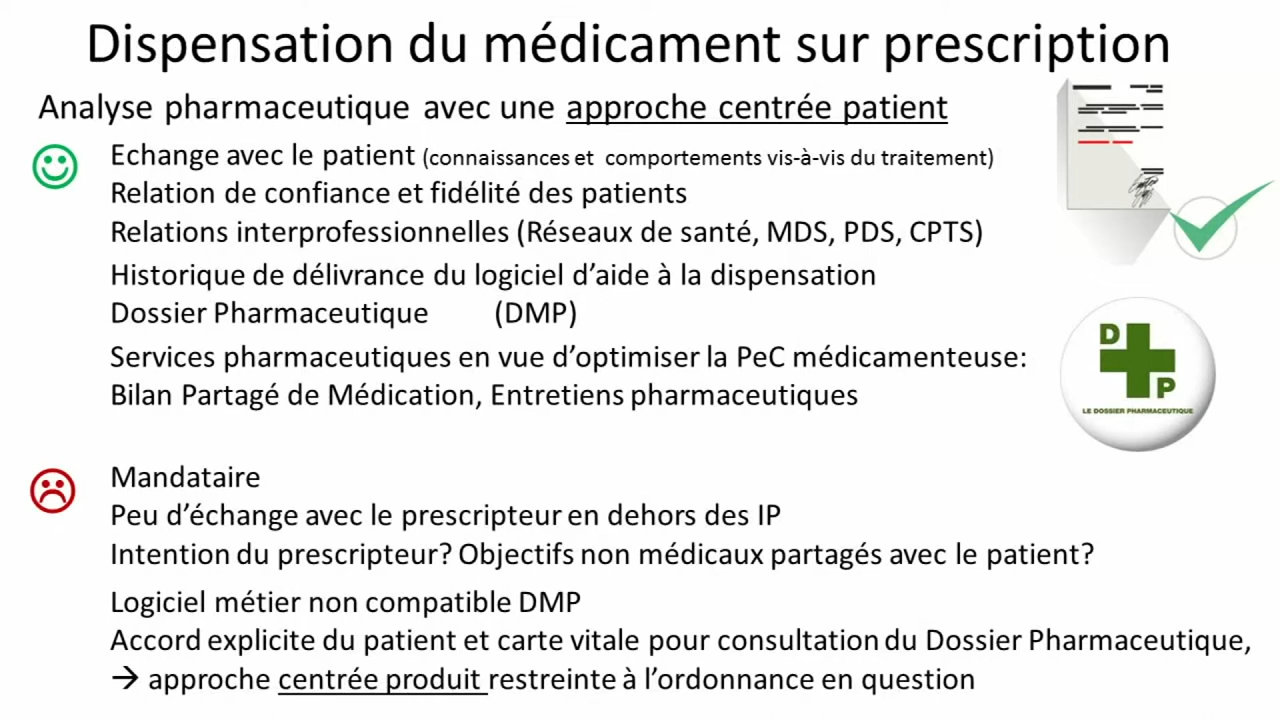 Dispensation du médicament sur prescription
Analyse pharmaceutique avec une approche centrée patient
Echange avec le patient (connaissances et comportements vis-à-vis du traitement)
Relation de confiance et fidélité des patients
Relations interprofessionnelles (Réseaux de santé, MDS, PDS, CPTS)
Historique de délivrance du logiciel d'aide à la dispensation
Dossier Pharmaceutique (DMP)
Services pharmaceutiques en vue d'optimiser la PeC médicamenteuse:
Bilan Partagé de Médication, Entretiens pharmaceutiques
D
P
LE DOSSIER PHARMACEUTIQUE
Mandataire
Peu d'échange avec le prescripteur en dehors des IP
Intention du prescripteur? Objectifs non médicaux partagés avec le patient?
Logiciel métier non compatible DMP
Accord explicite du patient et carte vitale pour consultation du Dossier Pharmaceutique,
→ approche centrée produit restreinte à l'ordonnance en question